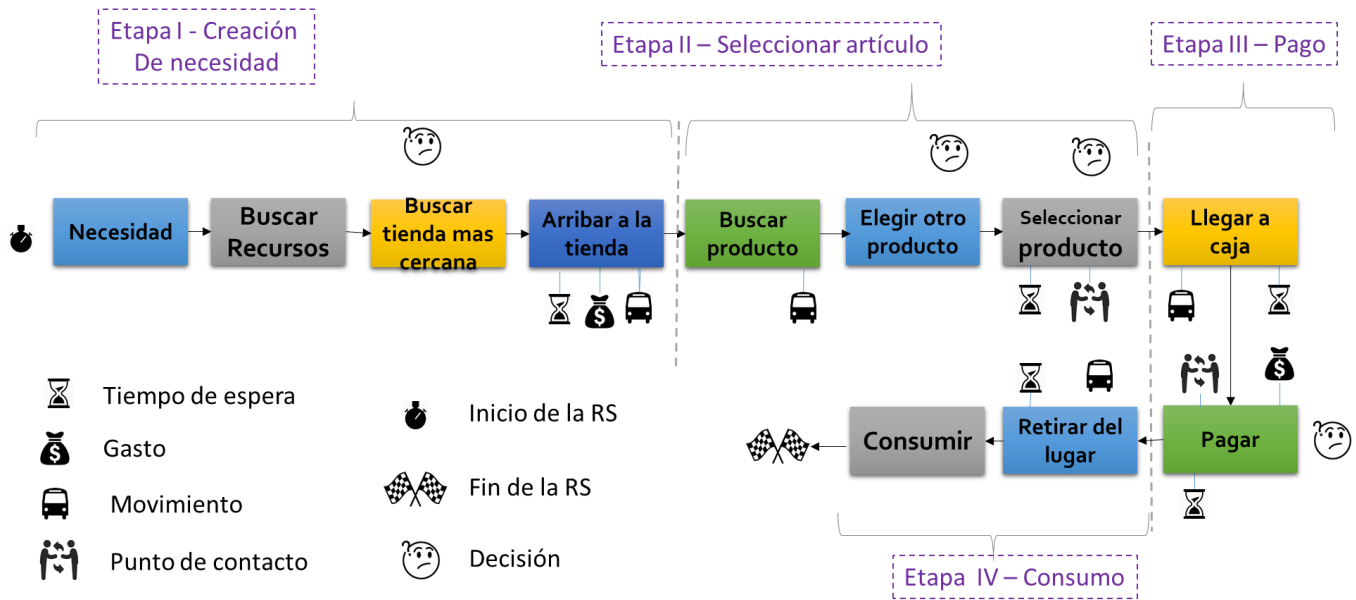 Etapa I - Creación
De necesidad
Etapa II – Seleccionar artículo
Etapa III – Pago
Necesidad
Buscar
Recursos
Buscar
tienda mas
cercana
Arribar a la
tienda
Buscar
producto
Elegir otro
producto
Seleccionar
producto
Llegar a
caja
Tiempo de espera
Gasto
Movimiento
Punto de contacto
Inicio de la RS
Fin de la RS
Decisión
Consumir
Retirar del
lugar
Pagar
Etapa IV – Consumo